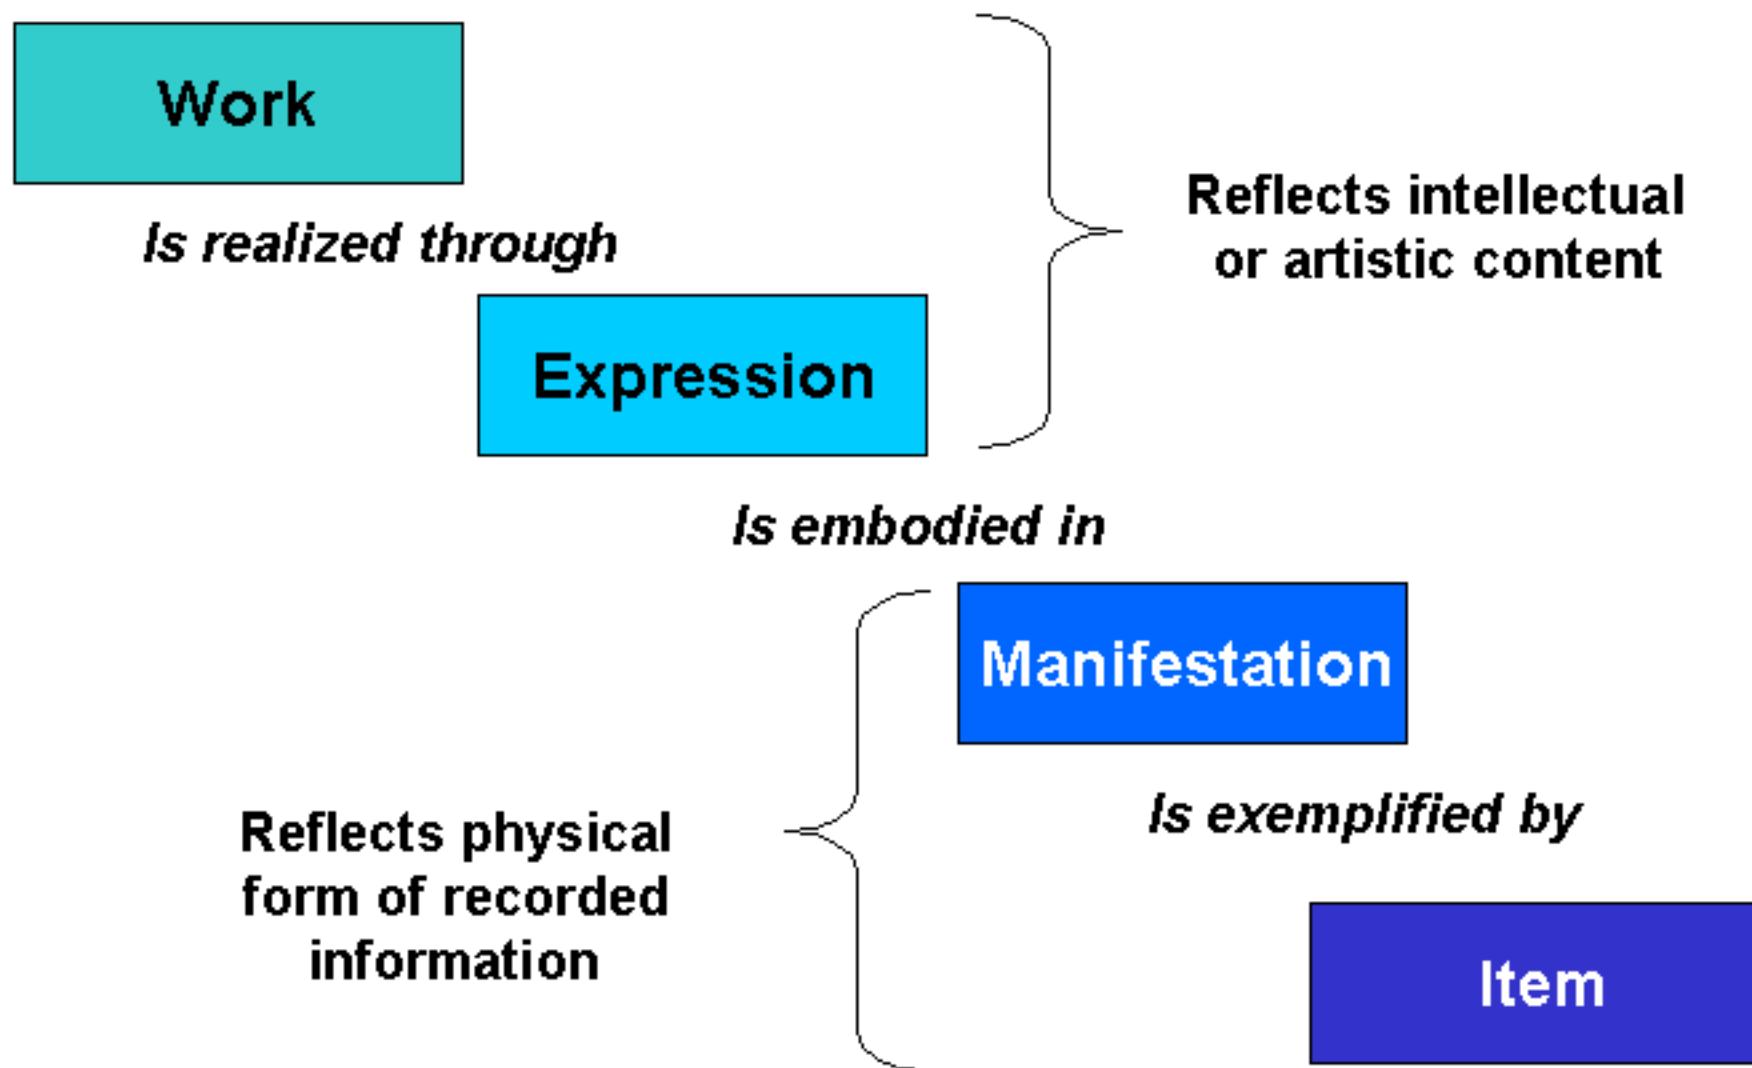 Work
Is realized through
Reflects intellectual
or artistic content
Expression
Is embodied in
Manifestation
Is exemplified by
Reflects physical
form of recorded
information
Item